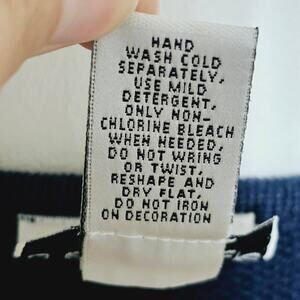 HAND
WASH COLD
SEPARATELY,
USE MILD
DETERGENT,
ONLY NON-
CHLORINE BLEACH
WHEN NEEDED,
DO NOT WRING
OR TWIST,
RESHAPE AND
DRY FLAT,
DO NOT IRON
ON DECORATION